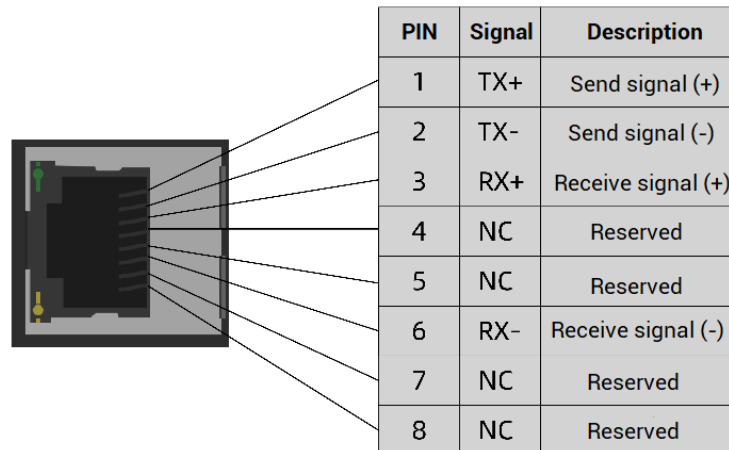 PIN Signal Description
1 TX+ Send signal (+)
2 TX- Send signal (-)
3 RX+ Receive signal (+)
4 NC Reserved
5 NC Reserved
6 RX- Receive signal (-)
7 NC Reserved
8 NC Reserved